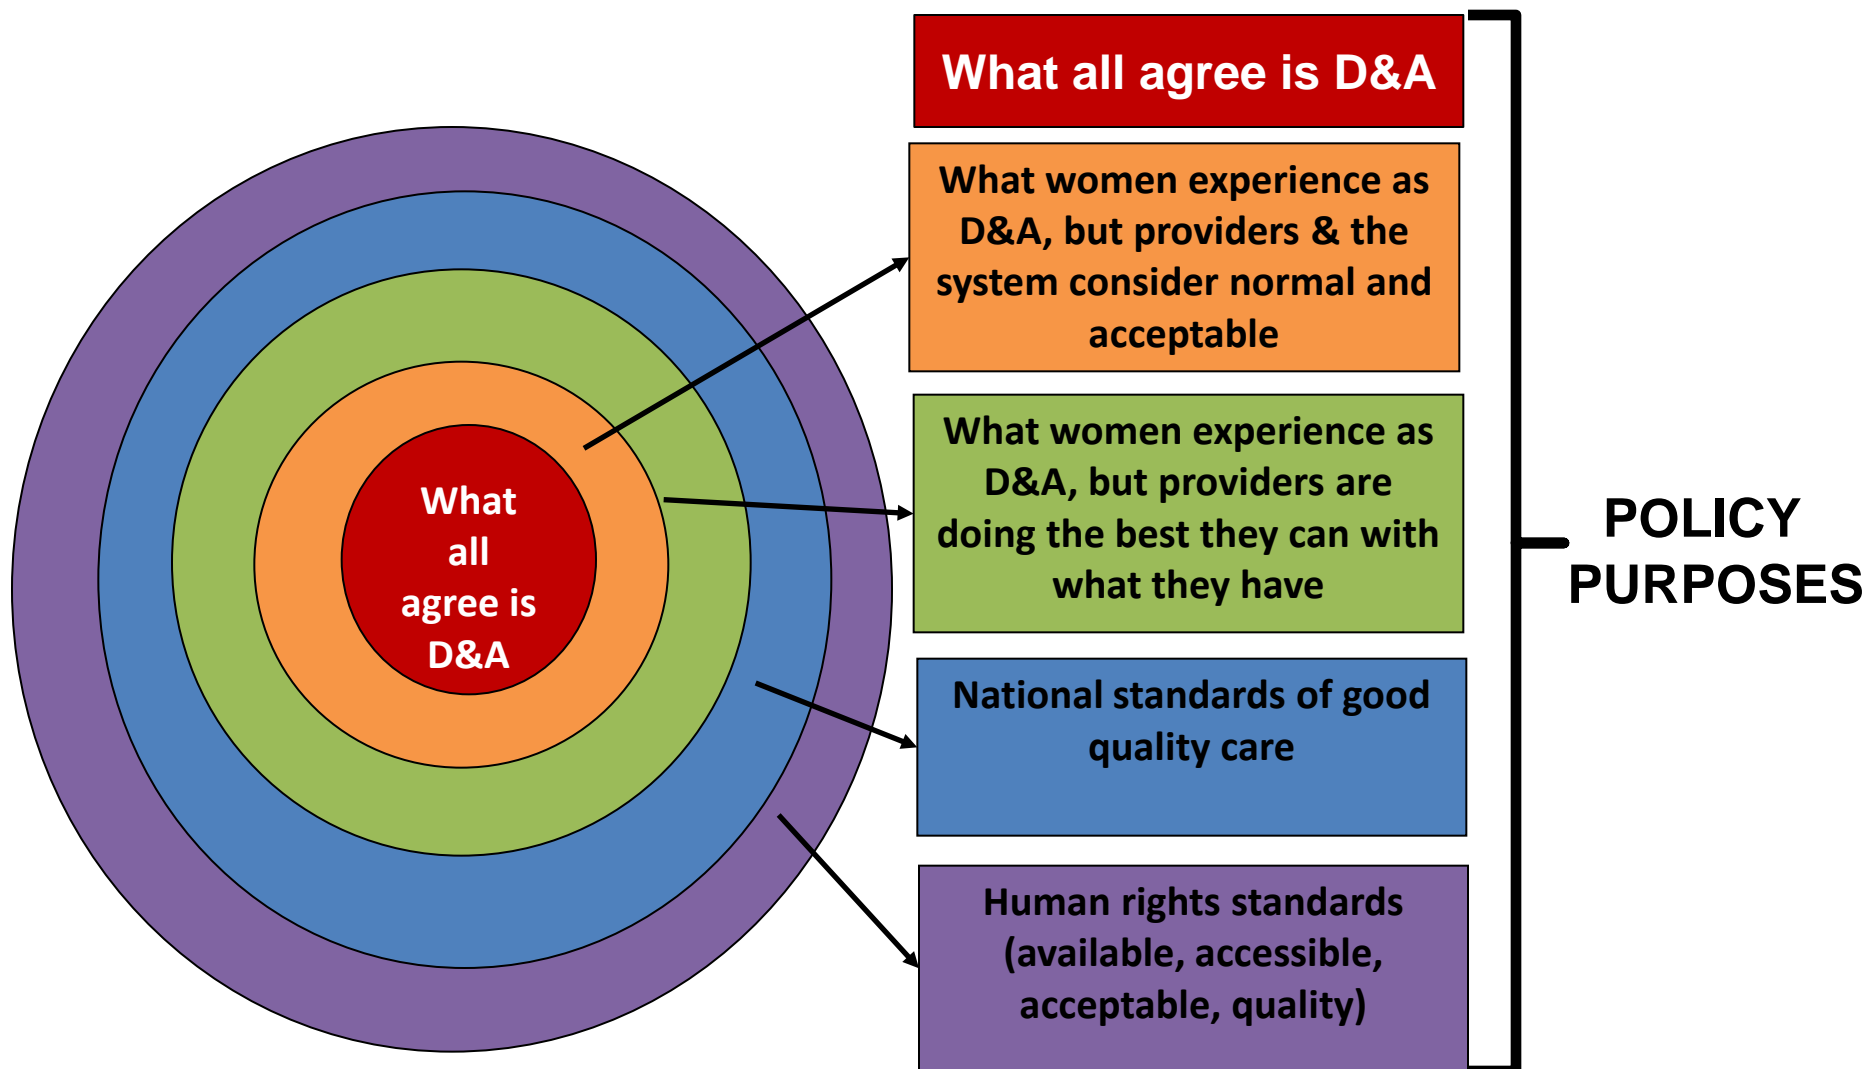 What all agree is D&A
What women experience as
D&A, but providers & the
system consider normal and
acceptable
What women experience as
D&A, but providers are
doing the best they can with
what they have
National standards of good
quality care
Human rights standards
(available, accessible,
acceptable, quality)
What
all
agree is
D&A
POLICY
PURPOSES